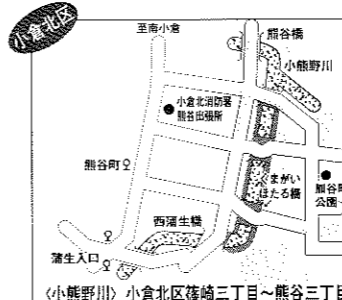 小倉北区
至南小倉
熊谷橋
小熊野川
小倉北消防署
熊谷出張所
熊谷町
まがい
ほたる橋
公園
西蒲生橋
蒲生入口
〈小熊野川〉小倉北区篠崎三丁目〜熊谷三丁目